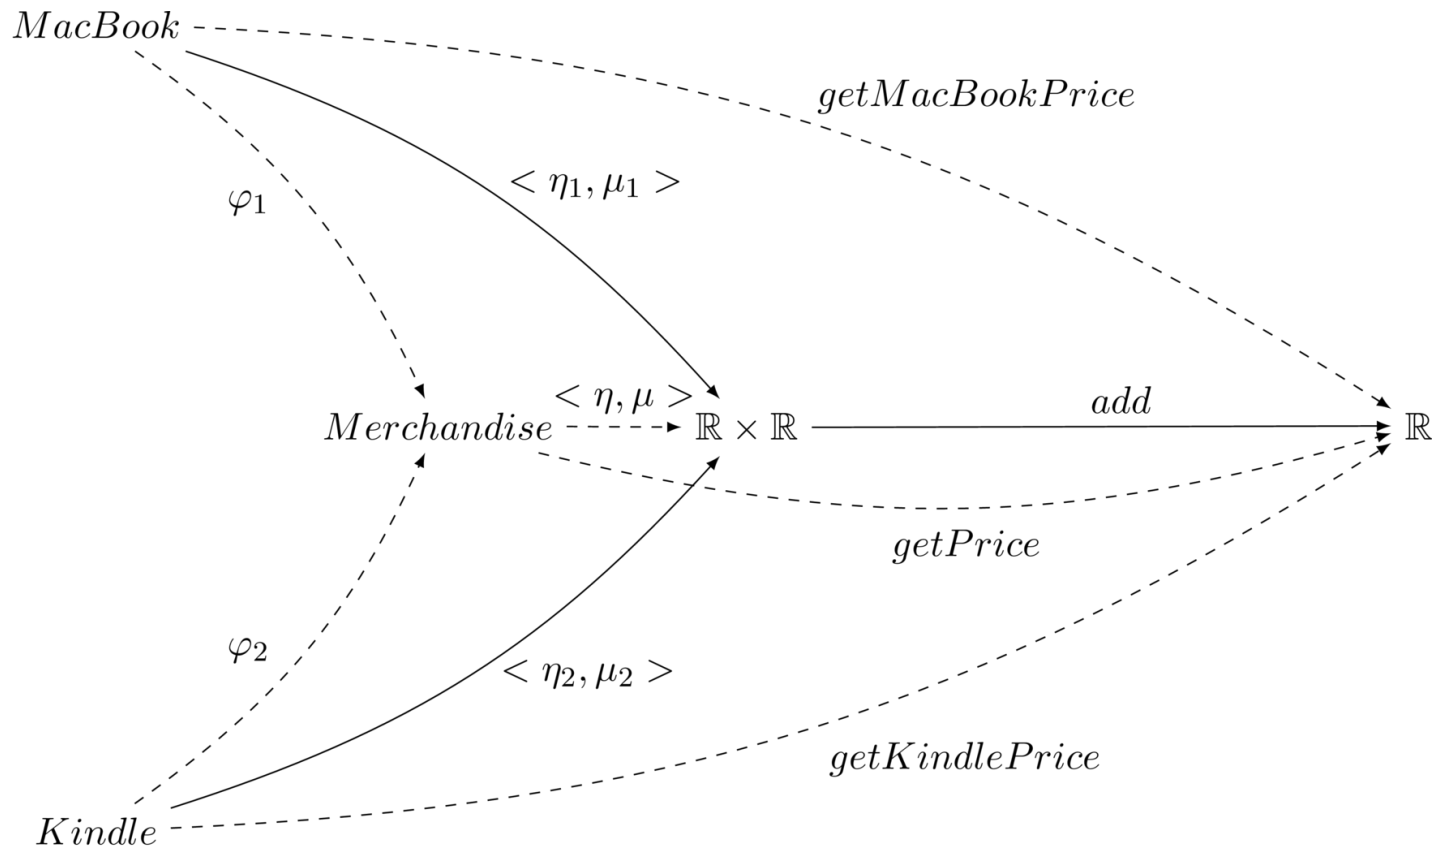 MacBook
getMacBookPrice
< η₁, μ₁ >
φ₁
< η, μ >
add
Merchandise
ℝ × ℝ
ℝ
getPrice
φ₂
< η₂, μ₂ >
getKindlePrice
Kindle